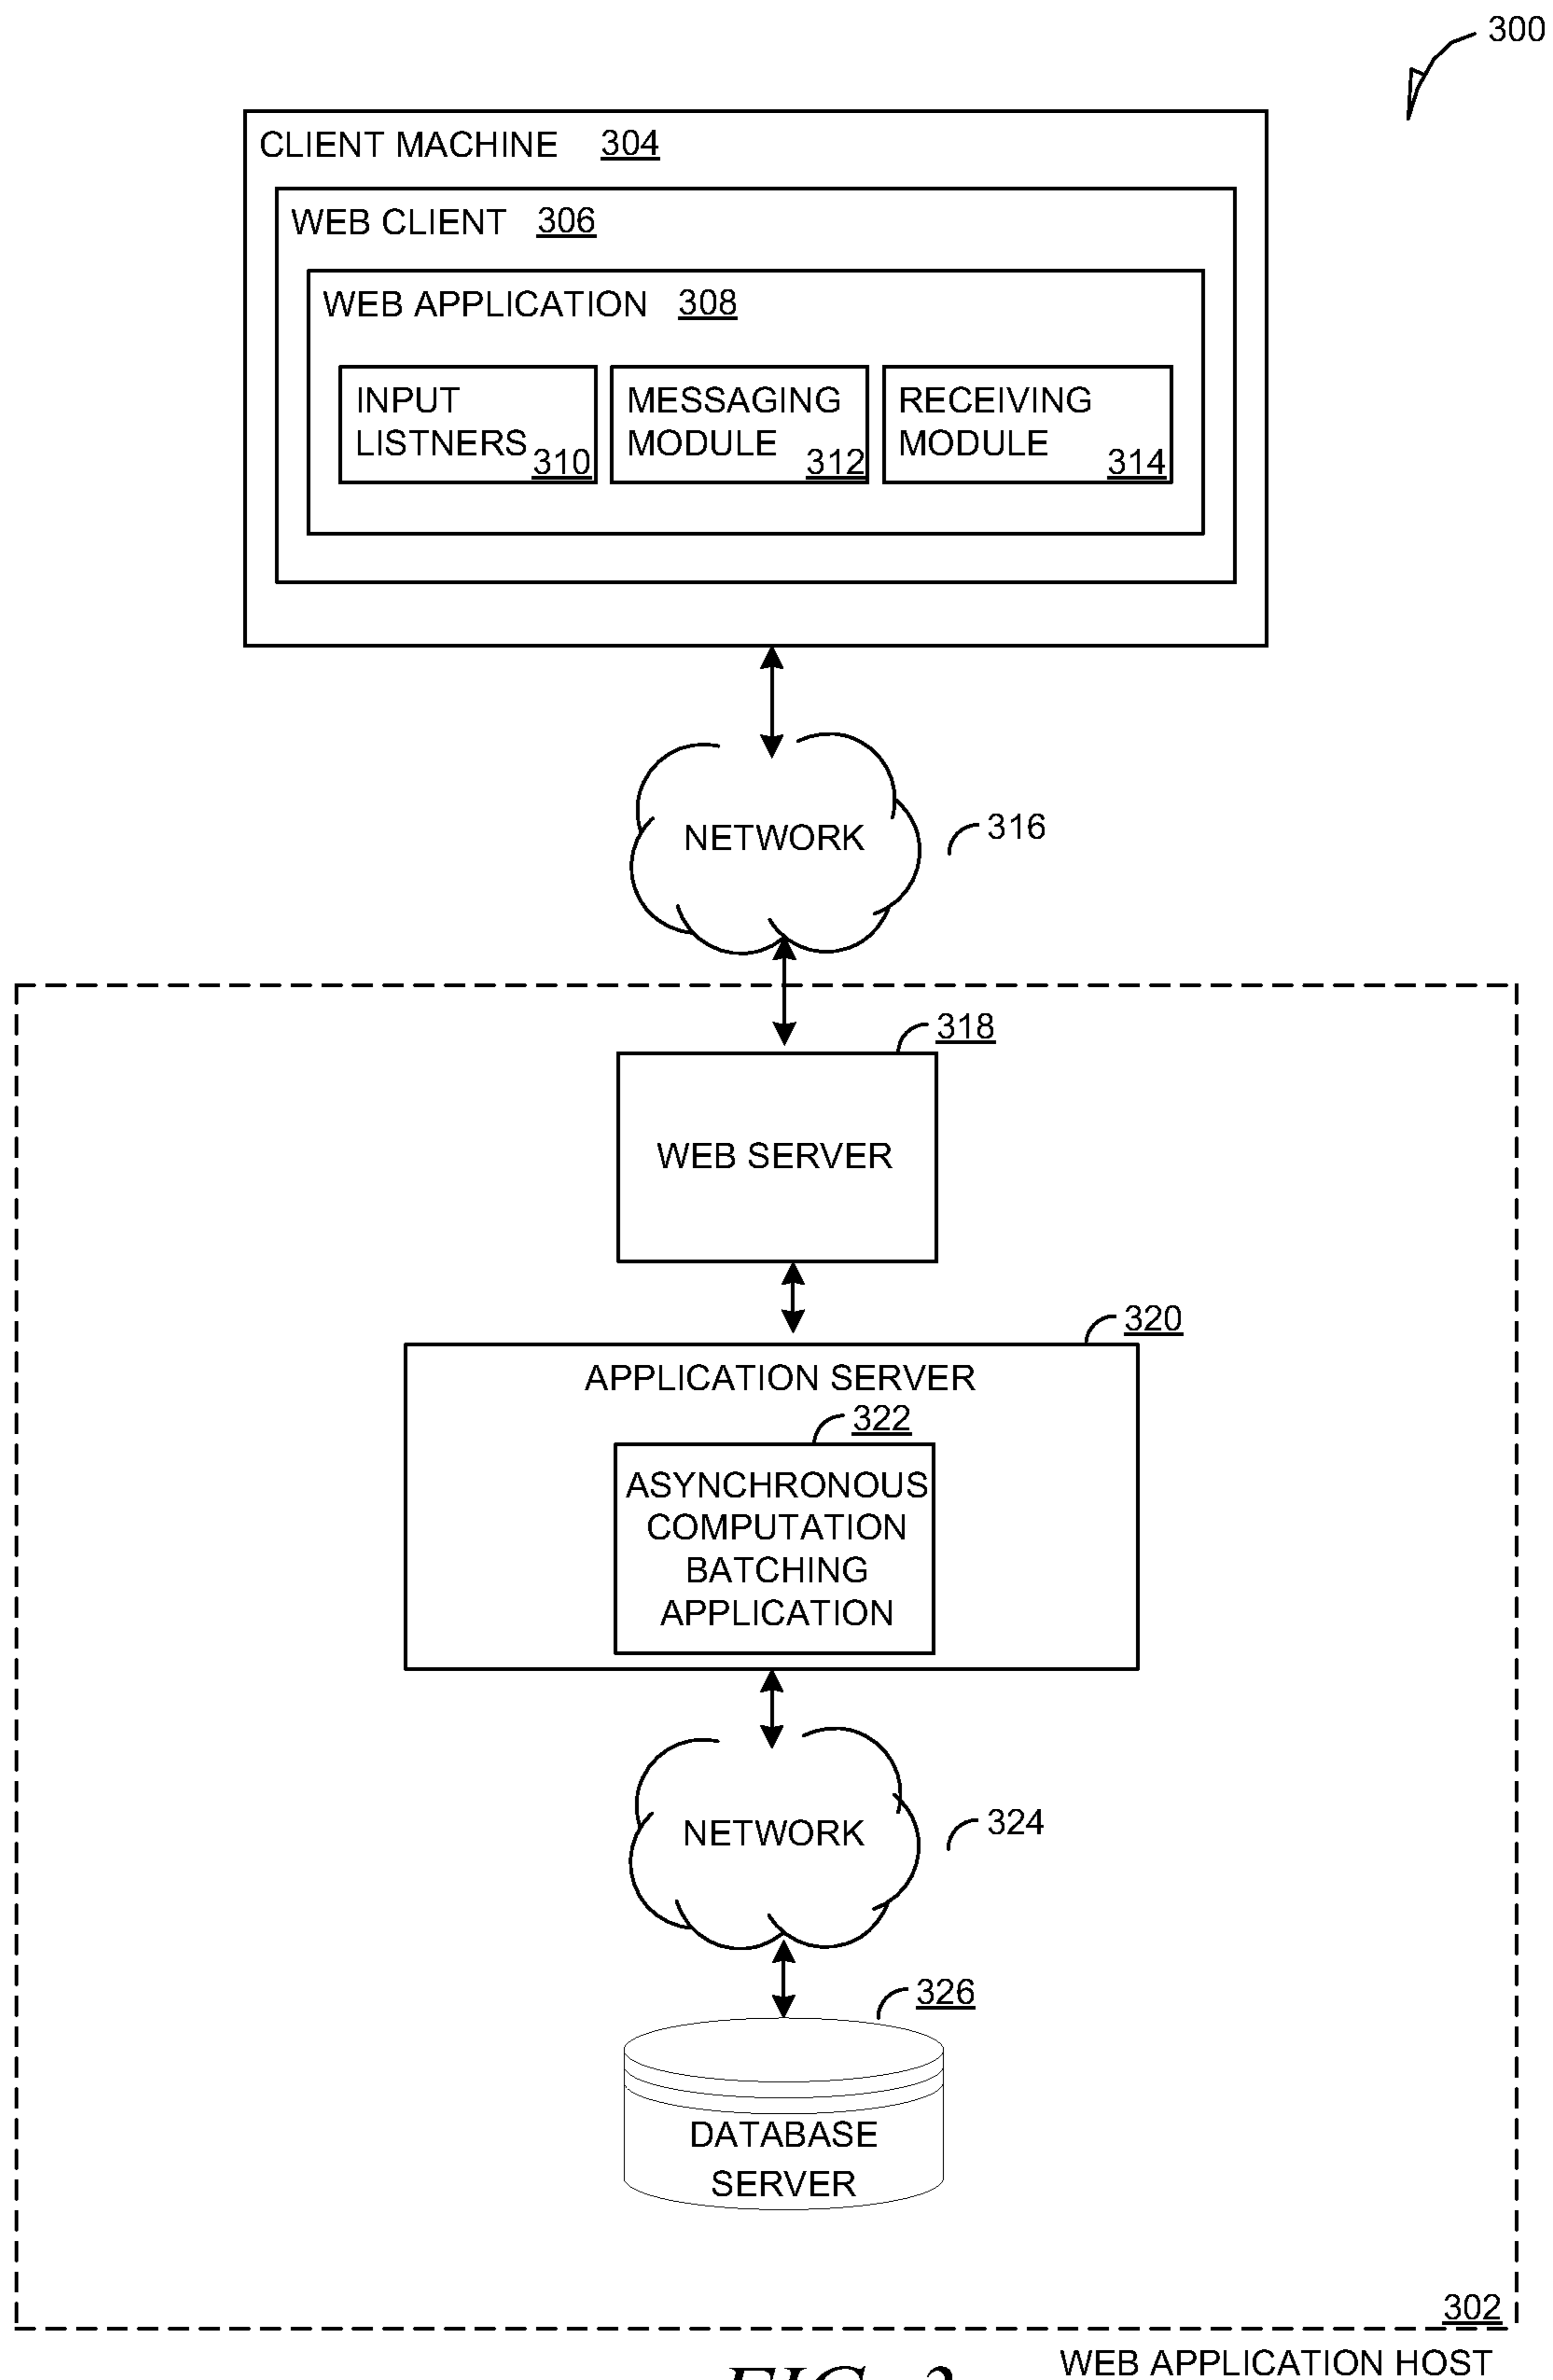 300
CLIENT MACHINE 304
WEB CLIENT 306
WEB APPLICATION 308
INPUT
LISTNERS 310
MESSAGING
MODULE 312
RECEIVING
MODULE 314
NETWORK
316
318
WEB SERVER
320
APPLICATION SERVER
322
ASYNCHRONOUS
COMPUTATION
BATCHING
APPLICATION
NETWORK
324
326
DATABASE
SERVER
302
WEB APPLICATION HOST
FIG. 3